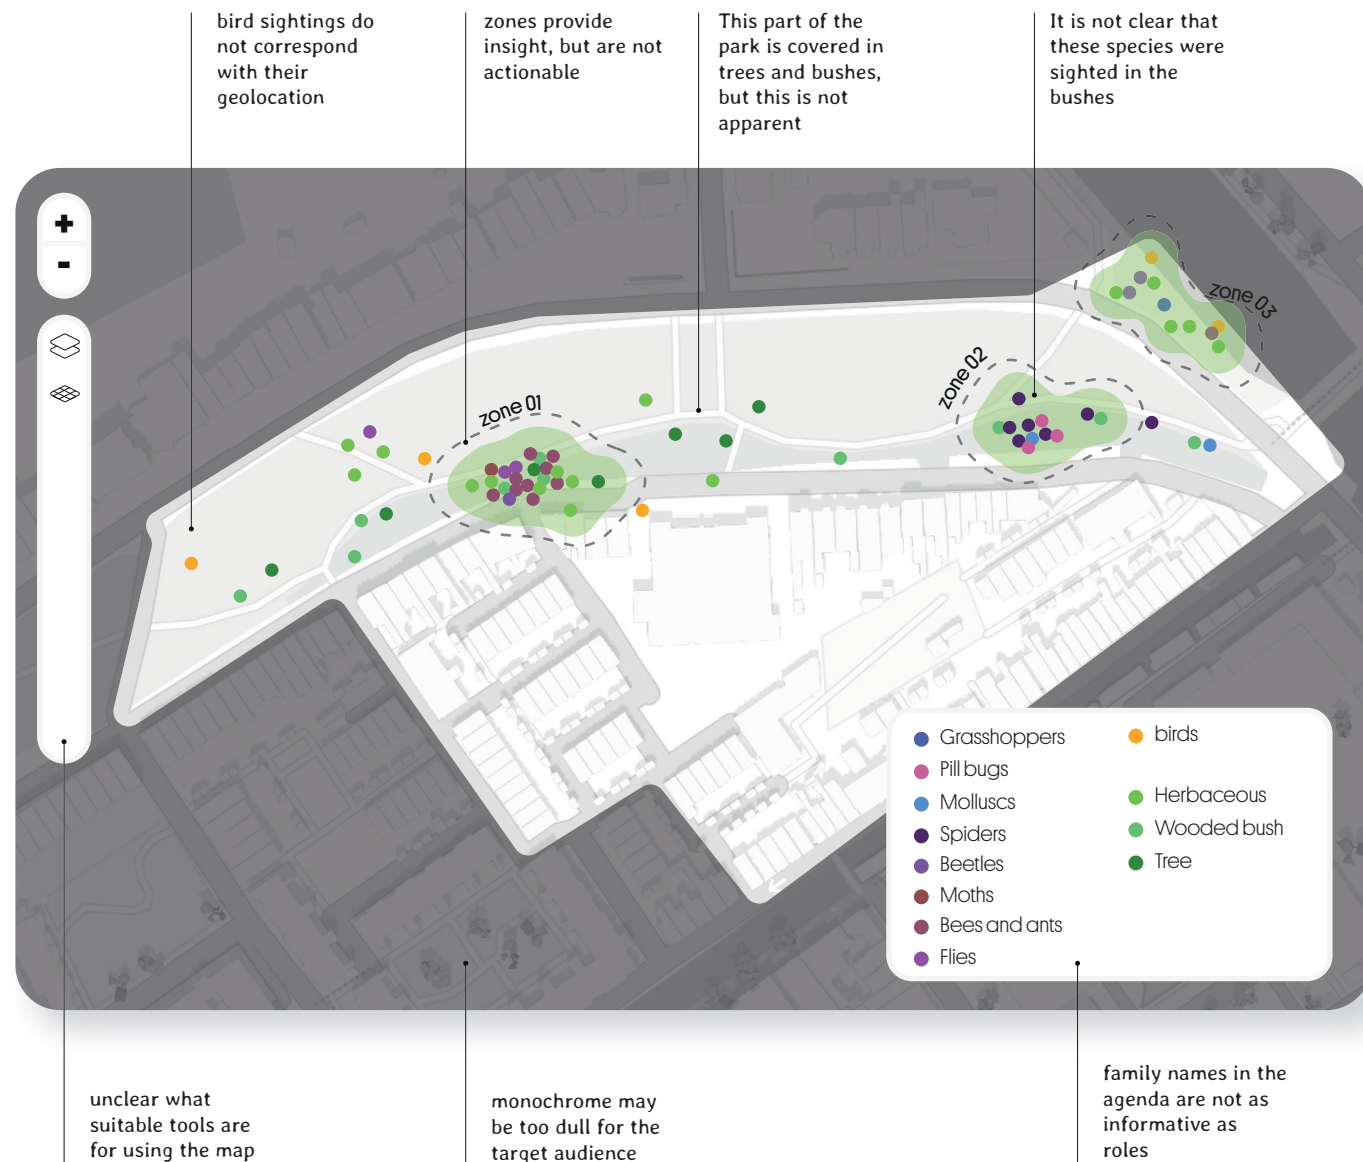 bird sightings do
not correspond
with their
geolocation
zones provide
insight, but are not
actionable
This part of the
park is covered in
trees and bushes,
but this is not
apparent
It is not clear that
these species were
sighted in the
bushes
+
-
zone 01
zone 02
zone 03
Grasshoppers
Pill bugs
Molluscs
Spiders
Beetles
Moths
Bees and ants
Flies
birds
Herbaceous
Wooded bush
Tree
unclear what
suitable tools are
for using the map
monochrome may
be too dull for the
target audience
family names in the
agenda are not as
informative as
roles